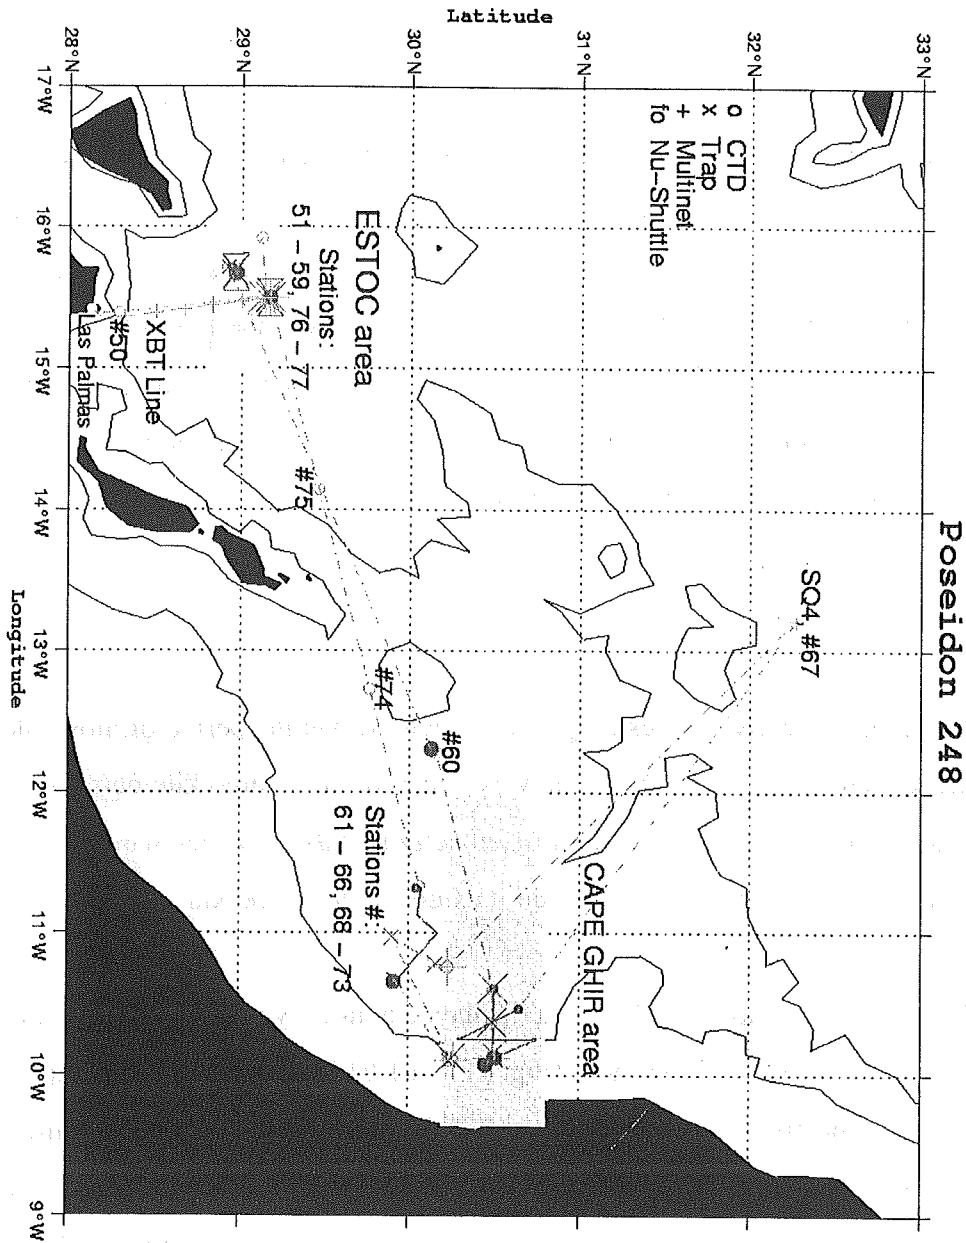 Poseidon 248
Latitude
28°N
29°N
30°N
31°N
32°N
33°N
17°W
16°W
15°W
14°W
13°W
12°W
11°W
10°W
9°W
Longitude
o CTD
x Trap
+ Multinet
fo Nu-Shuttle
ESTOC area
Stations:
51 - 59, 76 - 77
XBT Line
#50
Las Palmas
#75
SQ4, #67
#74
#60
Stations #:
61 - 66, 68 - 73
CAPE GHIR area